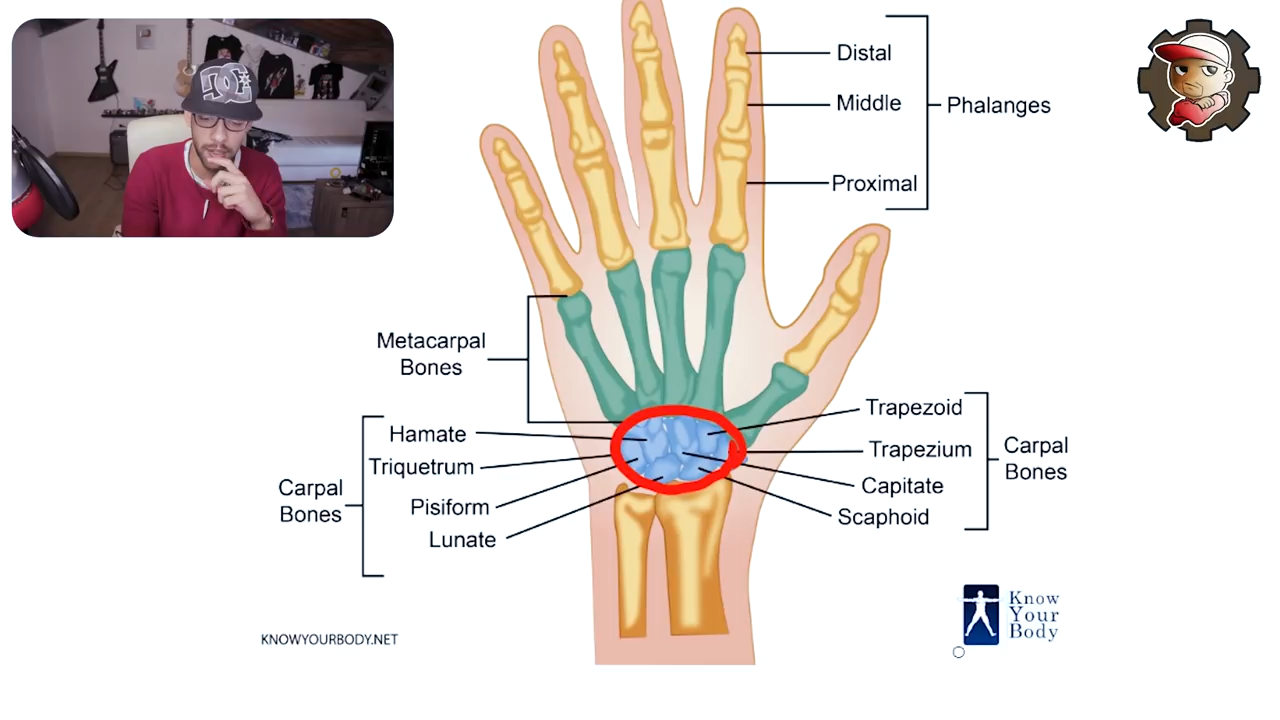 Distal
Middle
Phalanges
Proximal
Metacarpal
Bones
Trapezoid
Hamate
Trapezium
Carpal
Bones
Triquetrum
Capitate
Carpal
Bones
Pisiform
Scaphoid
Lunate
Know
Your
Body
KNOWYOURBODY.NET